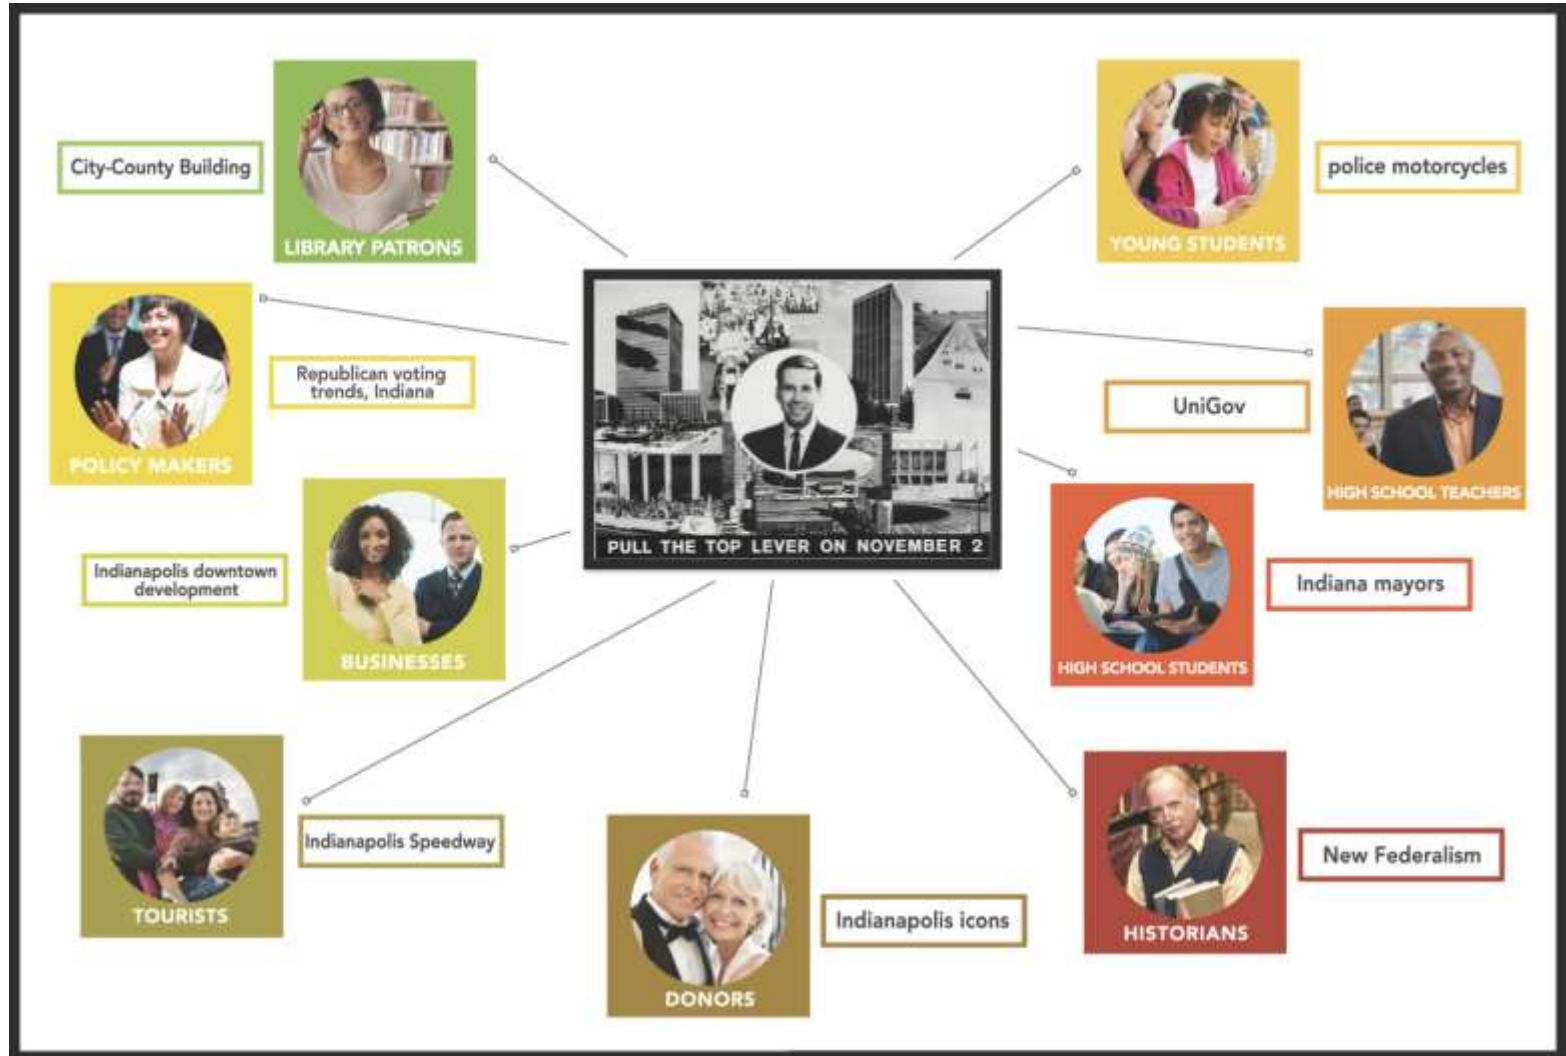 City-County Building
LIBRARY PATRONS
YOUNG STUDENTS
police motorcycles
POLICY MAKERS
Republican voting
trends, Indiana
PULL THE TOP LEVER ON NOVEMBER 2
UniGov
HIGH SCHOOL TEACHERS
Indianapolis downtown
development
BUSINESSES
HIGH SCHOOL STUDENTS
Indiana mayors
TOURISTS
Indianapolis Speedway
DONORS
Indianapolis icons
HISTORIANS
New Federalism